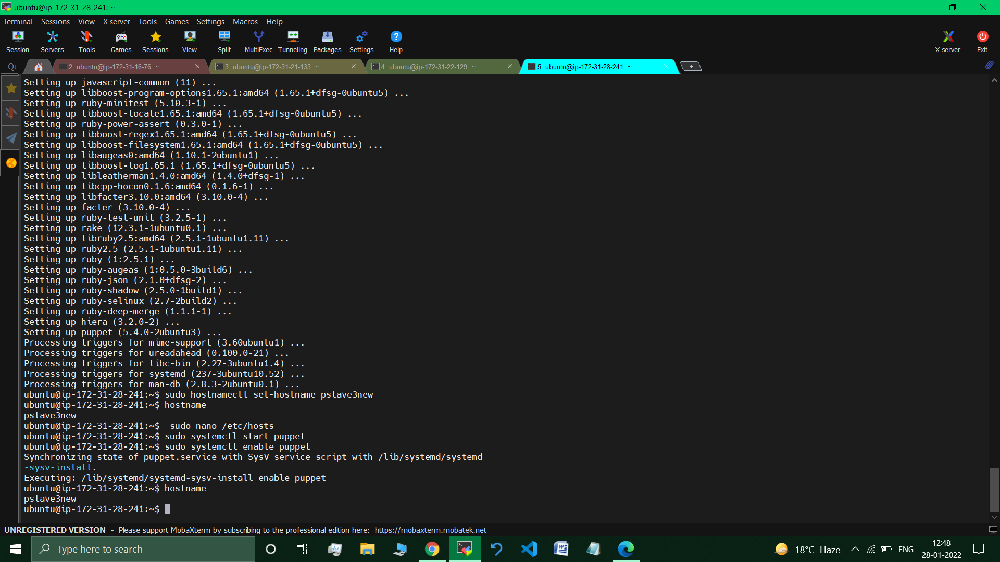 ubuntu@ip-172-31-28-241: ~
Terminal Sessions View X server Tools Games Settings Macros Help
Session Servers Tools Games Sessions View Split MultiExec Tunneling Packages Settings Help X server Exit
2. ubuntu@ip-172-31-16-76: ~ 3. ubuntu@ip-172-31-21-133: ~ 4. ubuntu@ip-172-31-22-129: ~ 5. ubuntu@ip-172-31-28-241: ~
Setting up javascript-common (11) ...
Setting up libboost-program-options1.65.1:amd64 (1.65.1+dfsg-0ubuntu5) ...
Setting up ruby-minitest (5.10.3-1) ...
Setting up libboost-locale1.65.1:amd64 (1.65.1+dfsg-0ubuntu5) ...
Setting up ruby-power-assert (0.3.0-1) ...
Setting up libboost-regex1.65.1:amd64 (1.65.1+dfsg-0ubuntu5) ...
Setting up libboost-filesystem1.65.1:amd64 (1.65.1+dfsg-0ubuntu5) ...
Setting up libaugeas0:amd64 (1.10.1-2ubuntu1) ...
Setting up libboost-log1.65.1 (1.65.1+dfsg-0ubuntu5) ...
Setting up libleatherman1.4.0:amd64 (1.4.0+dfsg-1) ...
Setting up libcpp-hocon0.1.6:amd64 (0.1.6-1) ...
Setting up libfacter3.10.0:amd64 (3.10.0-4) ...
Setting up facter (3.10.0-4) ...
Setting up ruby-test-unit (3.2.5-1) ...
Setting up rake (12.3.1-1ubuntu0.1) ...
Setting up libruby2.5:amd64 (2.5.1-1ubuntu1.11) ...
Setting up ruby2.5 (2.5.1-1ubuntu1.11) ...
Setting up ruby (1:2.5.1) ...
Setting up ruby-augeas (1:0.5.0-3build6) ...
Setting up ruby-json (2.1.0+dfsg-2) ...
Setting up ruby-shadow (2.5.0-1build1) ...
Setting up ruby-selinux (2.7-2build2) ...
Setting up ruby-deep-merge (1.1.1-1) ...
Setting up hiera (3.2.0-2) ...
Setting up puppet (5.4.0-2ubuntu3) ...
Processing triggers for mime-support (3.60ubuntu1) ...
Processing triggers for ureadahead (0.100.0-21) ...
Processing triggers for libc-bin (2.27-3ubuntu1.4) ...
Processing triggers for systemd (237-3ubuntu10.52) ...
Processing triggers for man-db (2.8.3-2ubuntu0.1) ...
ubuntu@ip-172-31-28-241:~$ sudo hostnamectl set-hostname pslave3new
ubuntu@ip-172-31-28-241:~$ hostname
pslave3new
ubuntu@ip-172-31-28-241:~$  sudo nano /etc/hosts
ubuntu@ip-172-31-28-241:~$ sudo systemctl start puppet
ubuntu@ip-172-31-28-241:~$ sudo systemctl enable puppet
Synchronizing state of puppet.service with SysV service script with /lib/systemd/systemd
-sysv-install.
Executing: /lib/systemd/systemd-sysv-install enable puppet
ubuntu@ip-172-31-28-241:~$ hostname
pslave3new
ubuntu@ip-172-31-28-241:~$
UNREGISTERED VERSION - Please support MobaXterm by subscribing to the professional edition here: https://mobaxterm.mobatek.net
Type here to search 18°C Haze ENG 12:48
28-01-2022